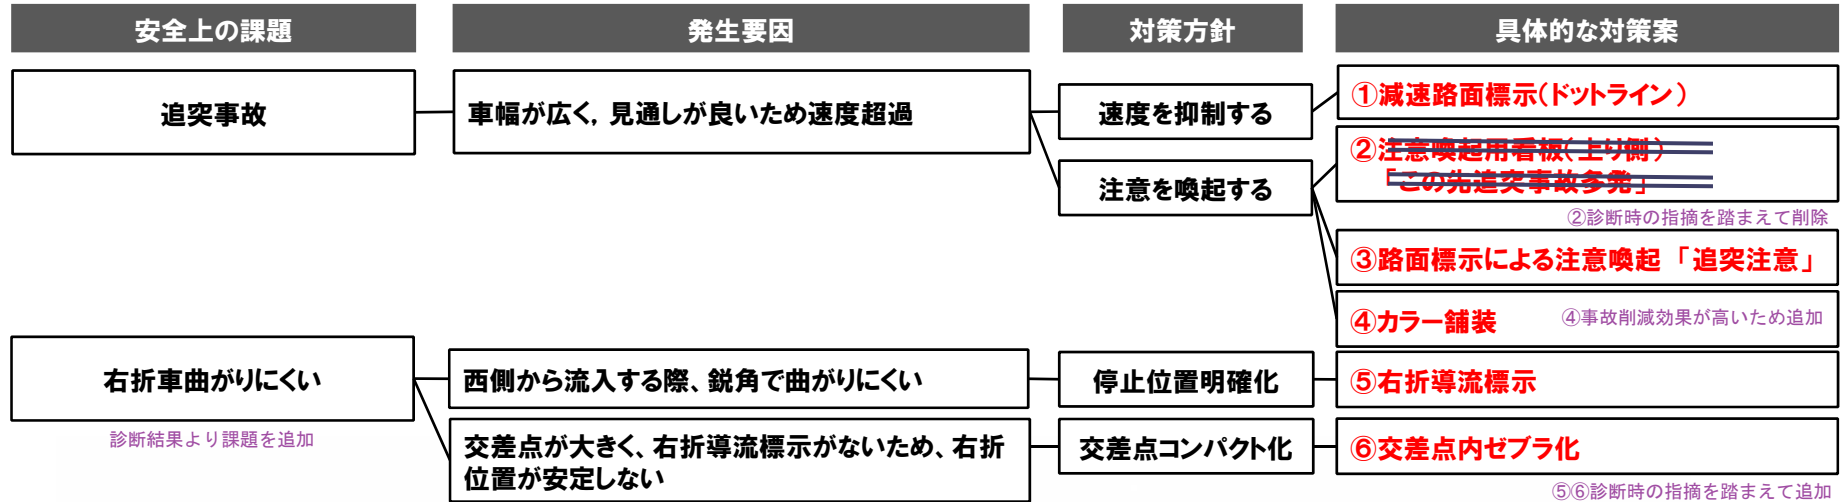 安全上の課題
発生要因
対策方針
具体的な対策案
追突事故
車幅が広く，見通しが良いため速度超過
速度を抑制する
①減速路面標示(ドットライン)
注意を喚起する
②注意喚起用看板(上り側)
「この先追突事故多発」
②診断時の指摘を踏まえて削除
③路面標示による注意喚起「追突注意」
④カラー舗装
④事故削減効果が高いため追加
右折車曲がりにくい
診断結果より課題を追加
西側から流入する際、鋭角で曲がりにくい
停止位置明確化
⑤右折導流標示
交差点が大きく、右折導流標示がないため、右折
位置が安定しない
交差点コンパクト化
⑥交差点内ゼブラ化
⑤⑥診断時の指摘を踏まえて追加